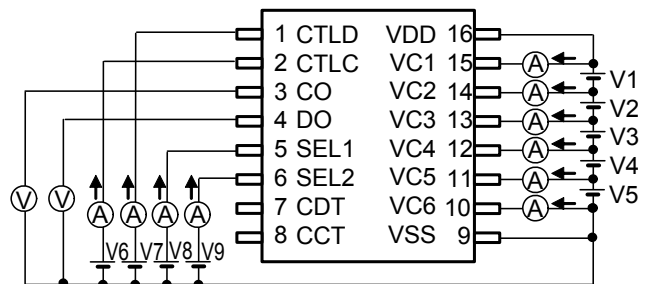 1 CTLD VDD 16
2 CTLC VC1 15 A V1
3 CO VC2 14 A V2
4 DO VC3 13 A V3
5 SEL1 VC4 12 A V4
6 SEL2 VC5 11 A V5
7 CDT VC6 10 A
8 CCT VSS 9
V V A A A A
V6 V7 V8 V9